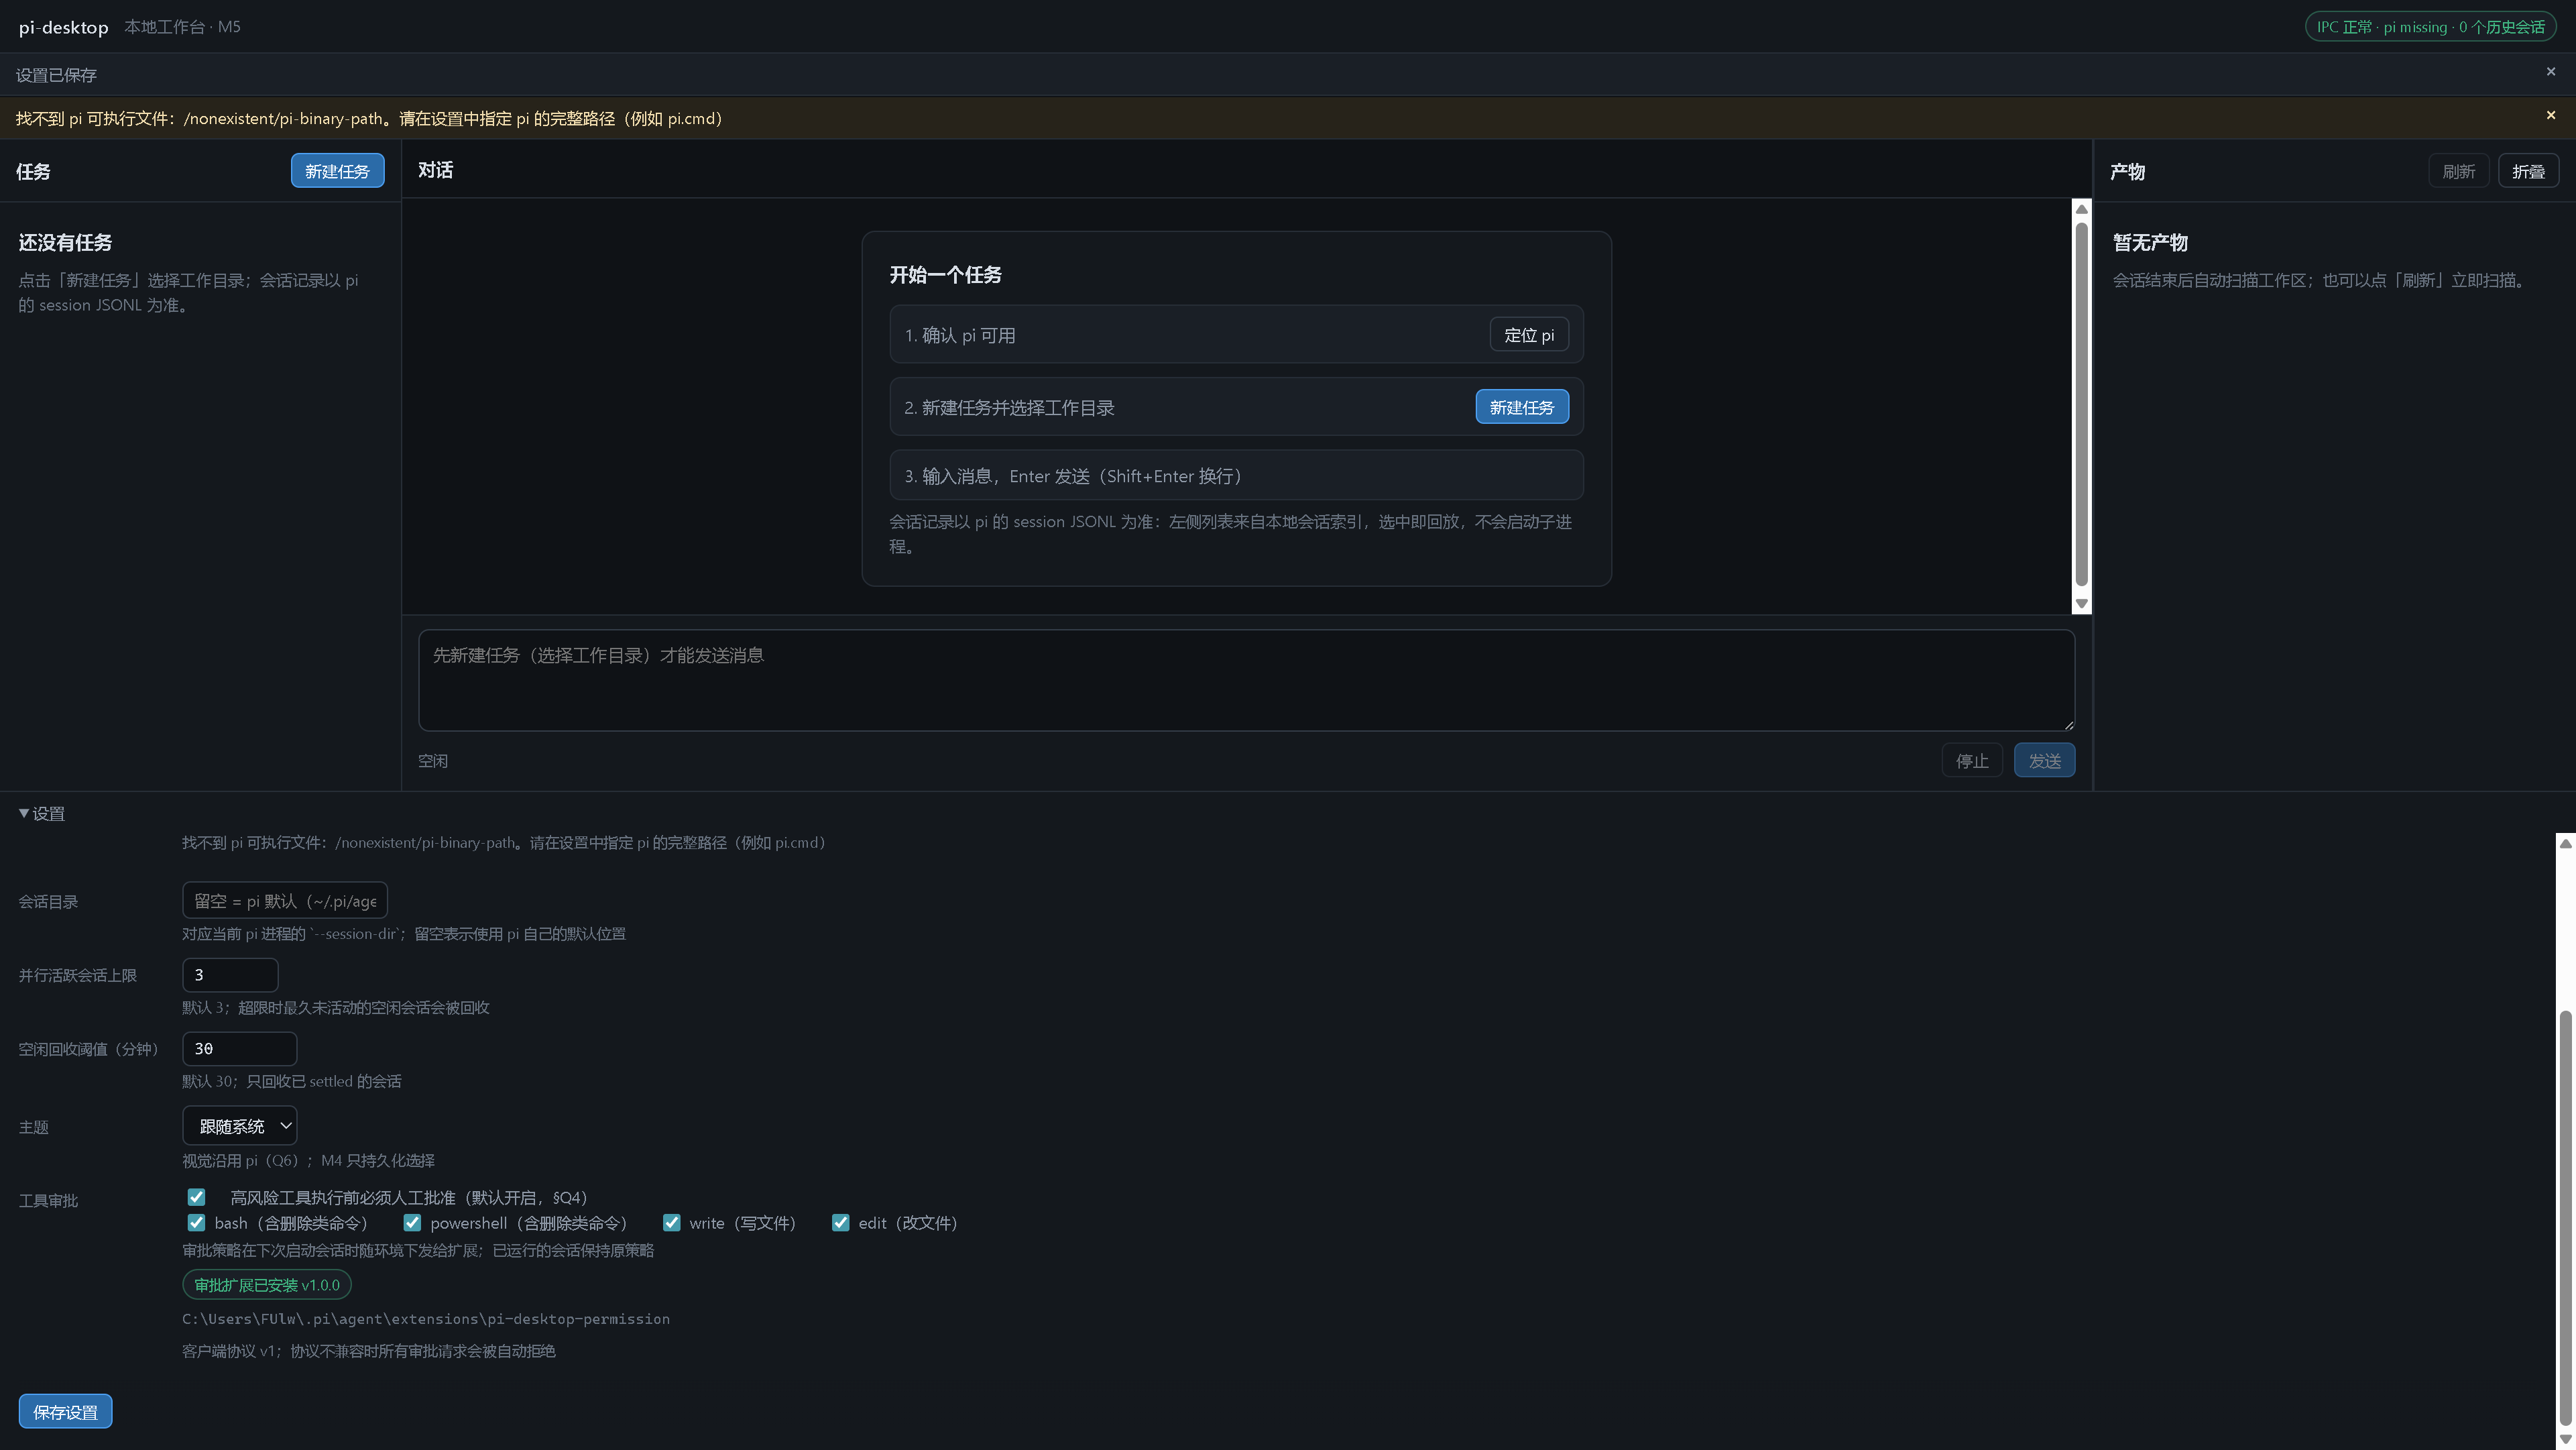 pi-desktop 本地工作台 · M5
IPC 正常 · pi missing · 0 个历史会话
设置已保存 ×
找不到 pi 可执行文件：/nonexistent/pi-binary-path。请在设置中指定 pi 的完整路径（例如 pi.cmd） ×
任务 新建任务
还没有任务
点击「新建任务」选择工作目录；会话记录以 pi
的 session JSONL 为准。
对话
开始一个任务
1. 确认 pi 可用 定位 pi
2. 新建任务并选择工作目录 新建任务
3. 输入消息，Enter 发送（Shift+Enter 换行）
会话记录以 pi 的 session JSONL 为准：左侧列表来自本地会话索引，选中即回放，不会启动子进
程。
先新建任务（选择工作目录）才能发送消息
空闲 停止 发送
产物 刷新 折叠
暂无产物
会话结束后自动扫描工作区；也可以点「刷新」立即扫描。
▼设置
找不到 pi 可执行文件：/nonexistent/pi-binary-path。请在设置中指定 pi 的完整路径（例如 pi.cmd）
会话目录 留空 = pi 默认（~/.pi/age
对应当前 pi 进程的 `--session-dir`；留空表示使用 pi 自己的默认位置
并行活跃会话上限 3
默认 3；超限时最久未活动的空闲会话会被回收
空闲回收阈值（分钟） 30
默认 30；只回收已 settled 的会话
主题 跟随系统
视觉沿用 pi（Q6）；M4 只持久化选择
工具审批 高风险工具执行前必须人工批准（默认开启，§Q4）
bash（含删除类命令） powershell（含删除类命令） write（写文件） edit（改文件）
审批策略在下次启动会话时随环境下发给扩展；已运行的会话保持原策略
审批扩展已安装 v1.0.0
C:\Users\FUlw\.pi\agent\extensions\pi-desktop-permission
客户端协议 v1；协议不兼容时所有审批请求会被自动拒绝
保存设置